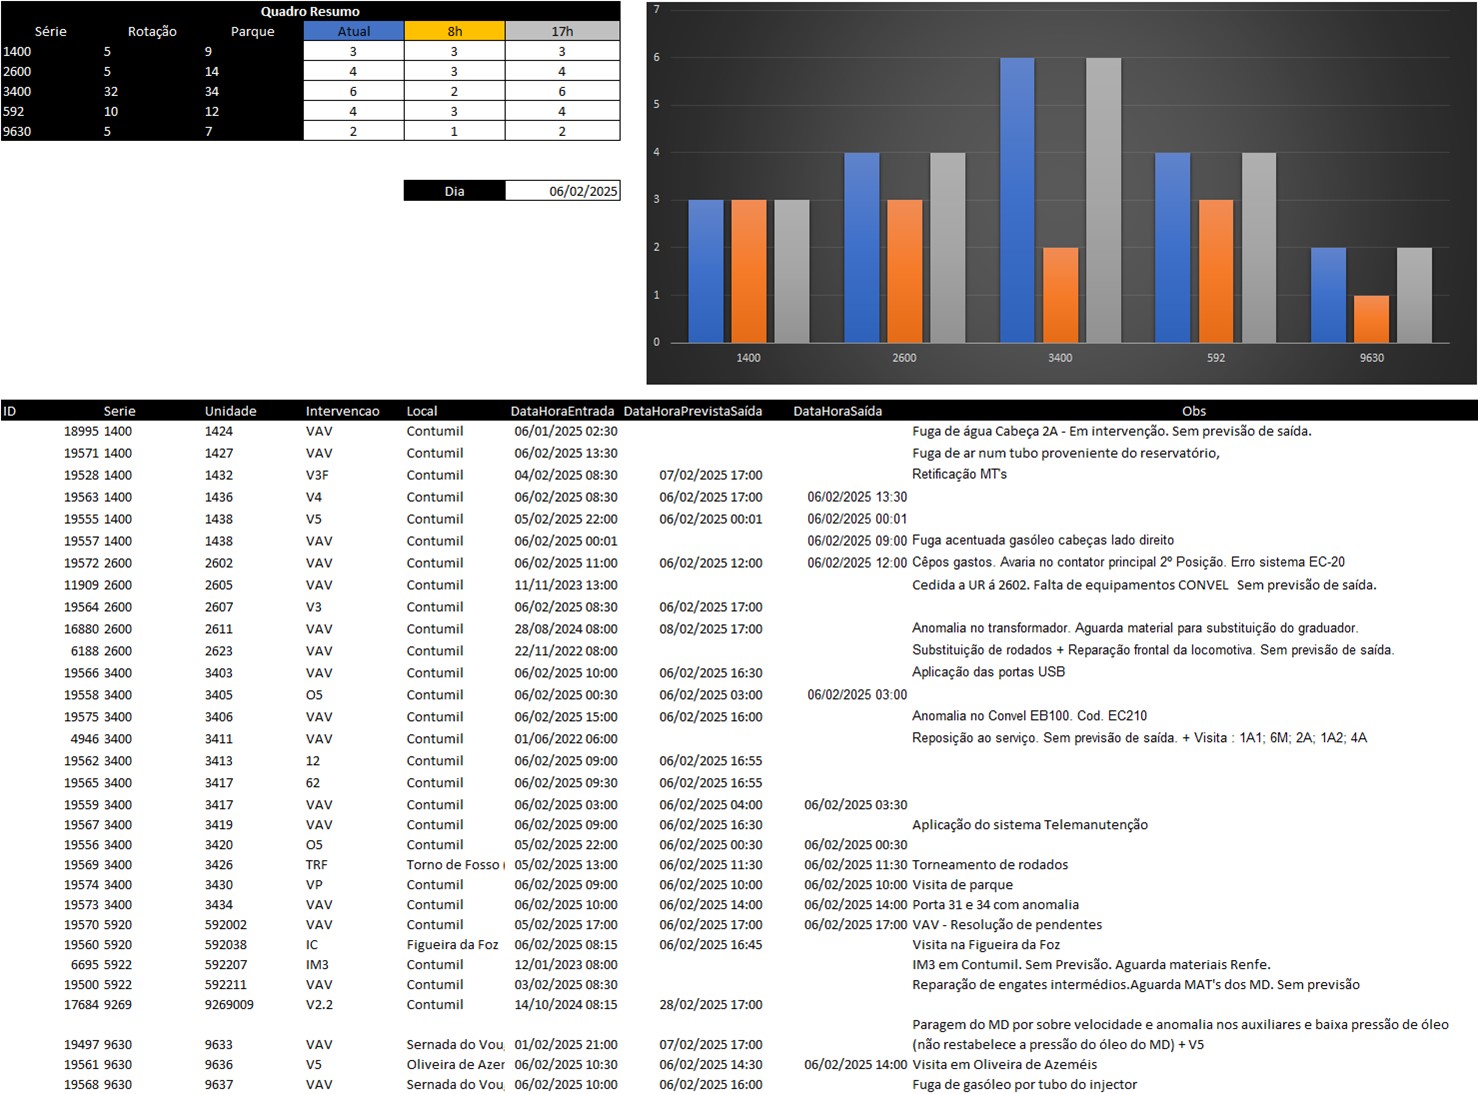 Quadro Resumo
Série Rotação Parque Atual 8h 17h
1400 5 9 3 3 3
2600 5 14 4 3 4
3400 32 34 6 2 6
592 10 12 4 3 4
9630 5 7 2 1 2
Dia 06/02/2025
7
6
5
4
3
2
1
0
1400 2600 3400 592 9630
ID Serie Unidade Intervencao Local DataHoraEntrada DataHoraPrevistaSaída DataHoraSaída Obs
18995 1400 1424 VAV Contumil 06/01/2025 02:30 Fuga de água Cabeça 2A - Em intervenção. Sem previsão de saída.
19571 1400 1427 VAV Contumil 06/02/2025 13:30 Fuga de ar num tubo proveniente do reservatório,
19528 1400 1432 V3F Contumil 04/02/2025 08:30 07/02/2025 17:00 Retificação MT's
19563 1400 1436 V4 Contumil 06/02/2025 08:30 06/02/2025 17:00 06/02/2025 13:30
19555 1400 1438 V5 Contumil 05/02/2025 22:00 06/02/2025 00:01 06/02/2025 00:01
19557 1400 1438 VAV Contumil 06/02/2025 00:01 06/02/2025 09:00 Fuga acentuada gasóleo cabeças lado direito
19572 2600 2602 VAV Contumil 06/02/2025 11:00 06/02/2025 12:00 06/02/2025 12:00 Cêpos gastos. Avaria no contator principal 2º Posição. Erro sistema EC-20
11909 2600 2605 VAV Contumil 11/11/2023 13:00 Cedida a UR á 2602. Falta de equipamentos CONVEL Sem previsão de saída.
19564 2600 2607 V3 Contumil 06/02/2025 08:30 06/02/2025 17:00
16880 2600 2611 VAV Contumil 28/08/2024 08:00 08/02/2025 17:00 Anomalia no transformador. Aguarda material para substituição do graduador.
6188 2600 2623 VAV Contumil 22/11/2022 08:00 Substituição de rodados + Reparação frontal da locomotiva. Sem previsão de saída.
19566 3400 3403 VAV Contumil 06/02/2025 10:00 06/02/2025 16:30 Aplicação das portas USB
19558 3400 3405 O5 Contumil 06/02/2025 00:30 06/02/2025 03:00 06/02/2025 03:00
19575 3400 3406 VAV Contumil 06/02/2025 15:00 06/02/2025 16:00 Anomalia no Convel EB100. Cod. EC210
4946 3400 3411 VAV Contumil 01/06/2022 06:00 Reposição ao serviço. Sem previsão de saída. + Visita : 1A1; 6M; 2A; 1A2; 4A
19562 3400 3413 12 Contumil 06/02/2025 09:00 06/02/2025 16:55
19565 3400 3417 62 Contumil 06/02/2025 09:30 06/02/2025 16:55
19559 3400 3417 VAV Contumil 06/02/2025 03:00 06/02/2025 04:00 06/02/2025 03:30
19567 3400 3419 VAV Contumil 06/02/2025 09:00 06/02/2025 16:30 Aplicação do sistema Telemanutenção
19556 3400 3420 O5 Contumil 05/02/2025 22:00 06/02/2025 00:30 06/02/2025 00:30
19569 3400 3426 TRF Torno de Fosso ( 05/02/2025 13:00 06/02/2025 11:30 06/02/2025 11:30 Torneamento de rodados
19574 3400 3430 VP Contumil 06/02/2025 09:00 06/02/2025 10:00 06/02/2025 10:00 Visita de parque
19573 3400 3434 VAV Contumil 06/02/2025 10:00 06/02/2025 14:00 06/02/2025 14:00 Porta 31 e 34 com anomalia
19570 5920 592002 VAV Contumil 05/02/2025 17:00 06/02/2025 17:00 06/02/2025 17:00 VAV - Resolução de pendentes
19560 5920 592038 IC Figueira da Foz 06/02/2025 08:15 06/02/2025 16:45 Visita na Figueira da Foz
6695 5922 592207 IM3 Contumil 12/01/2023 08:00 IM3 em Contumil. Sem Previsão. Aguarda materiais Renfe.
19500 5922 592211 VAV Contumil 03/02/2025 08:30 Reparação de engates intermédios.Aguarda MAT's dos MD. Sem previsão
17684 9269 9269009 V2.2 Contumil 14/10/2024 08:15 28/02/2025 17:00
Paragem do MD por sobre velocidade e anomalia nos auxiliares e baixa pressão de óleo
19497 9630 9633 VAV Sernada do Vou 01/02/2025 21:00 07/02/2025 17:00 (não restabelece a pressão do óleo do MD) + V5
19561 9630 9636 V5 Oliveira de Azer 06/02/2025 10:30 06/02/2025 14:30 06/02/2025 14:00 Visita em Oliveira de Azeméis
19568 9630 9637 VAV Sernada do Vou 06/02/2025 10:00 06/02/2025 16:00 Fuga de gasóleo por tubo do injector